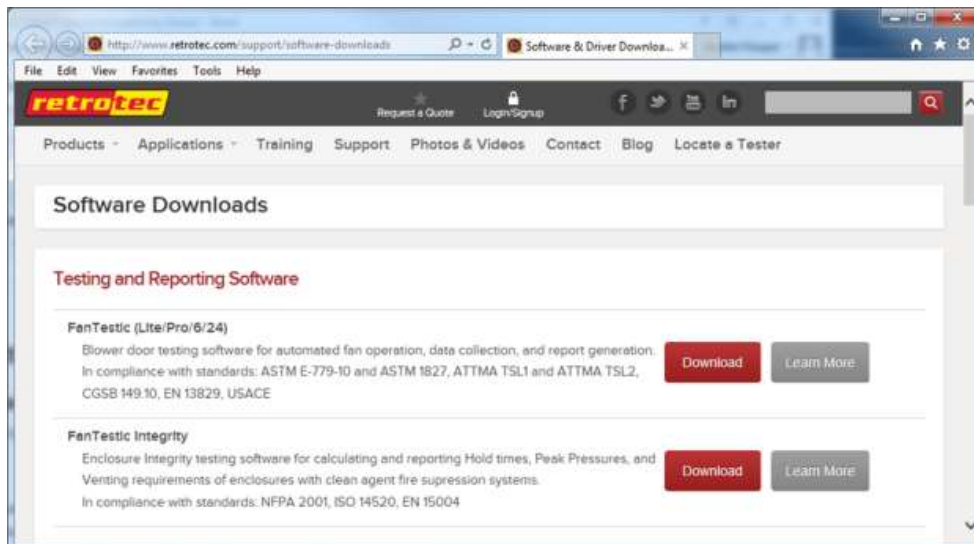 http://www.retrotec.com/support/software-downloads
Software & Driver Downloa...
File Edit View Favorites Tools Help
retrotec
Request a Quote Login/Signup
Products Applications Training Support Photos & Videos Contact Blog Locate a Tester
Software Downloads
Testing and Reporting Software
FanTestic (Lite/Pro/6/24)
Blower door testing software for automated fan operation, data collection, and report generation.
In compliance with standards: ASTM E-779-10 and ASTM 1827, ATTMA TSL1 and ATTMA TSL2,
CGSB 149.10, EN 13829, USACE
Download Learn More
FanTestic Integrity
Enclosure Integrity testing software for calculating and reporting Hold times, Peak Pressures, and
Venting requirements of enclosures with clean agent fire supression systems.
In compliance with standards: NFPA 2001, ISO 14520, EN 15004
Download Learn More